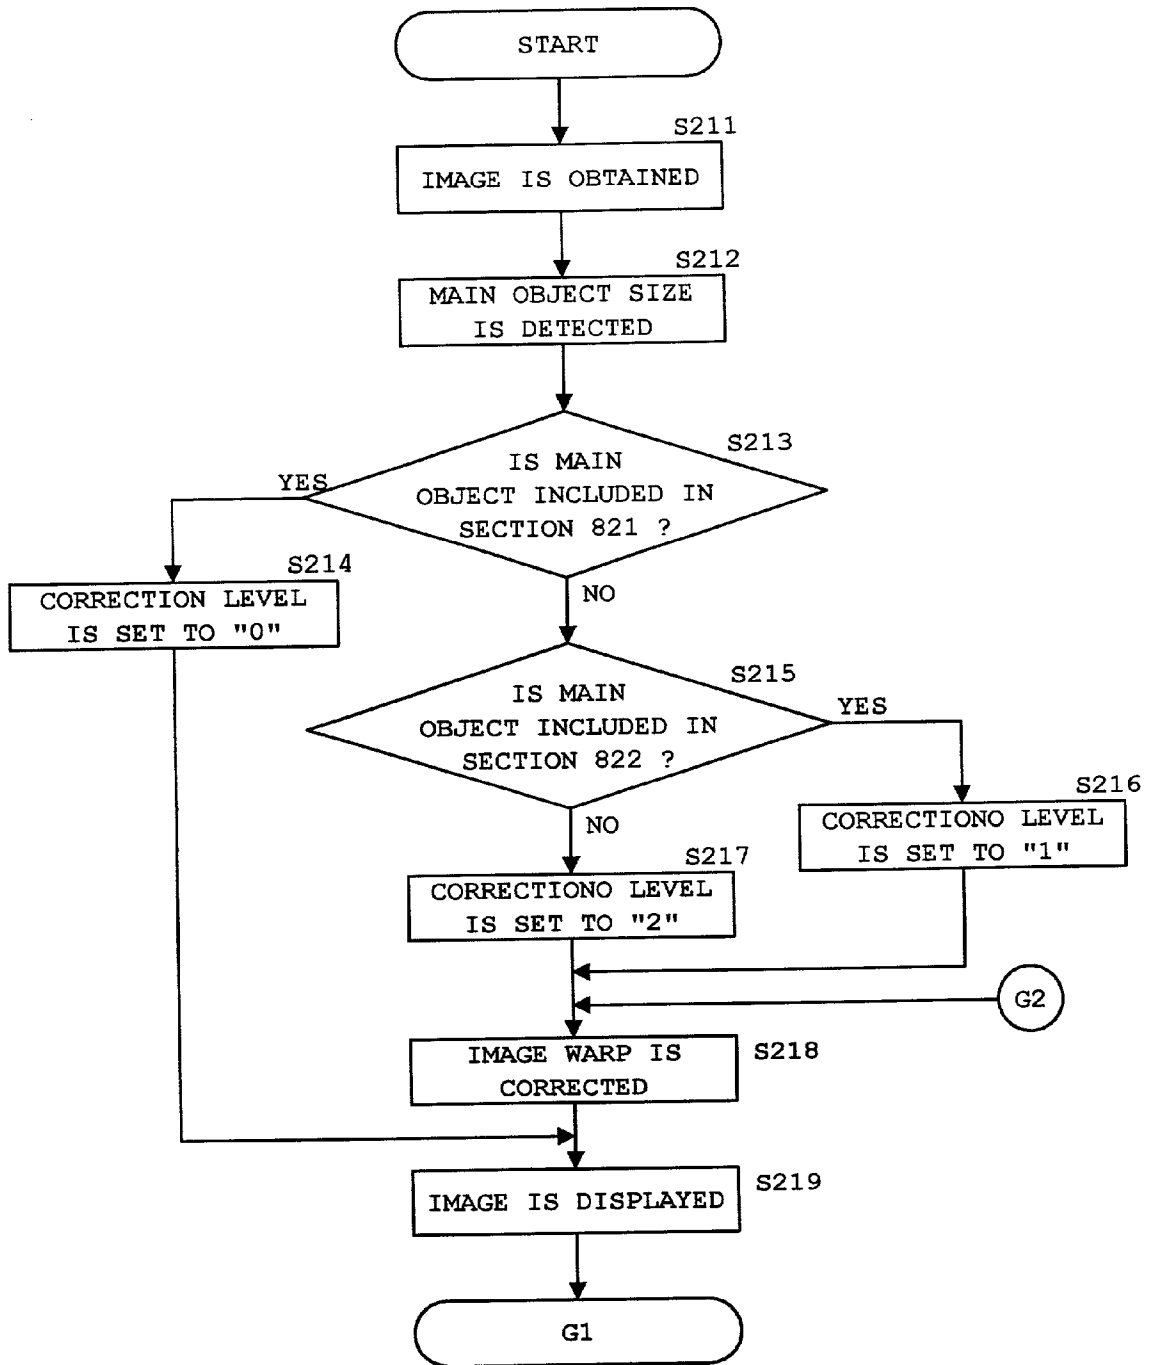 START
S211
IMAGE IS OBTAINED
S212
MAIN OBJECT SIZE
IS DETECTED
S213
IS MAIN
OBJECT INCLUDED IN
SECTION 821 ?
YES
NO
S214
CORRECTION LEVEL
IS SET TO "0"
S215
IS MAIN
OBJECT INCLUDED IN
SECTION 822 ?
YES
NO
S216
CORRECTIONO LEVEL
IS SET TO "1"
S217
CORRECTIONO LEVEL
IS SET TO "2"
G2
IMAGE WARP IS
CORRECTED
S218
IMAGE IS DISPLAYED
S219
G1